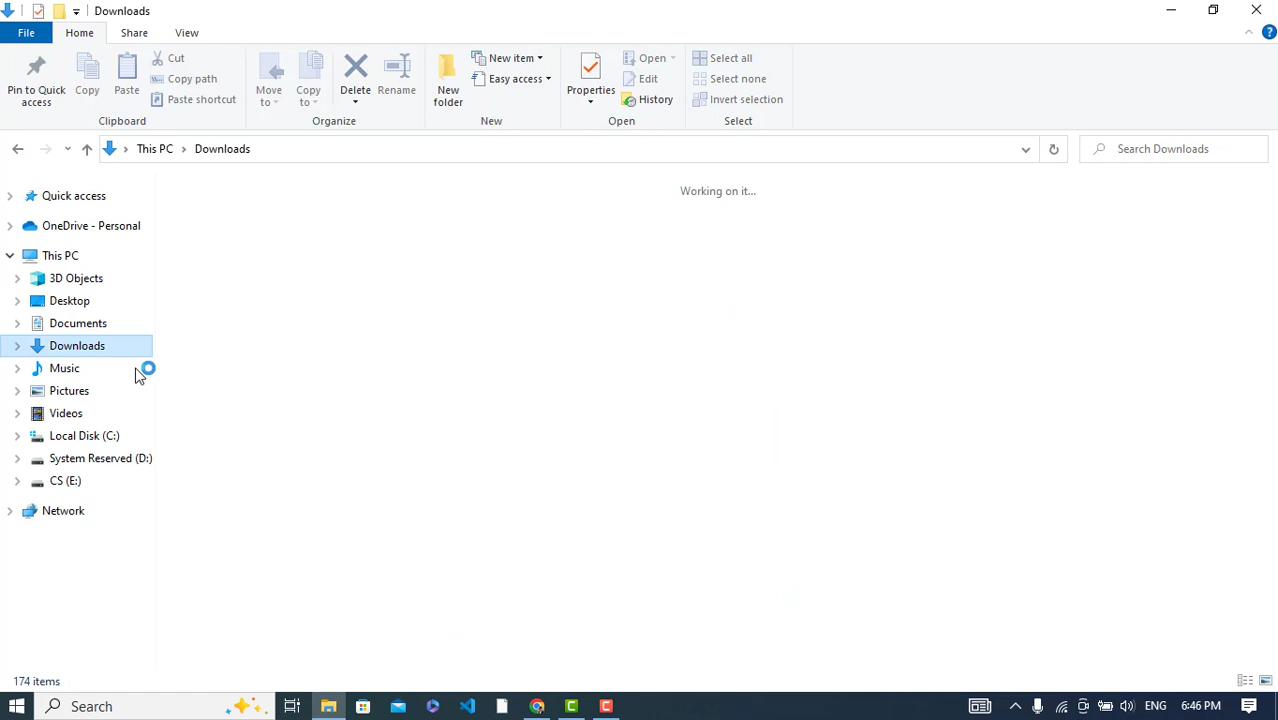 Downloads
File Home Share View
Pin to Quick access
Copy
Paste
Cut
Copy path
Paste shortcut
Clipboard
Move to
Copy to
Delete
Rename
Organize
New folder
New item
Easy access
New
Properties
Open
Edit
History
Open
Select all
Select none
Invert selection
Select
This PC Downloads
Search Downloads
Working on it...
Quick access
OneDrive - Personal
This PC
3D Objects
Desktop
Documents
Downloads
Music
Pictures
Videos
Local Disk (C:)
System Reserved (D:)
CS (E:)
Network
174 items
Search
ENG 6:46 PM